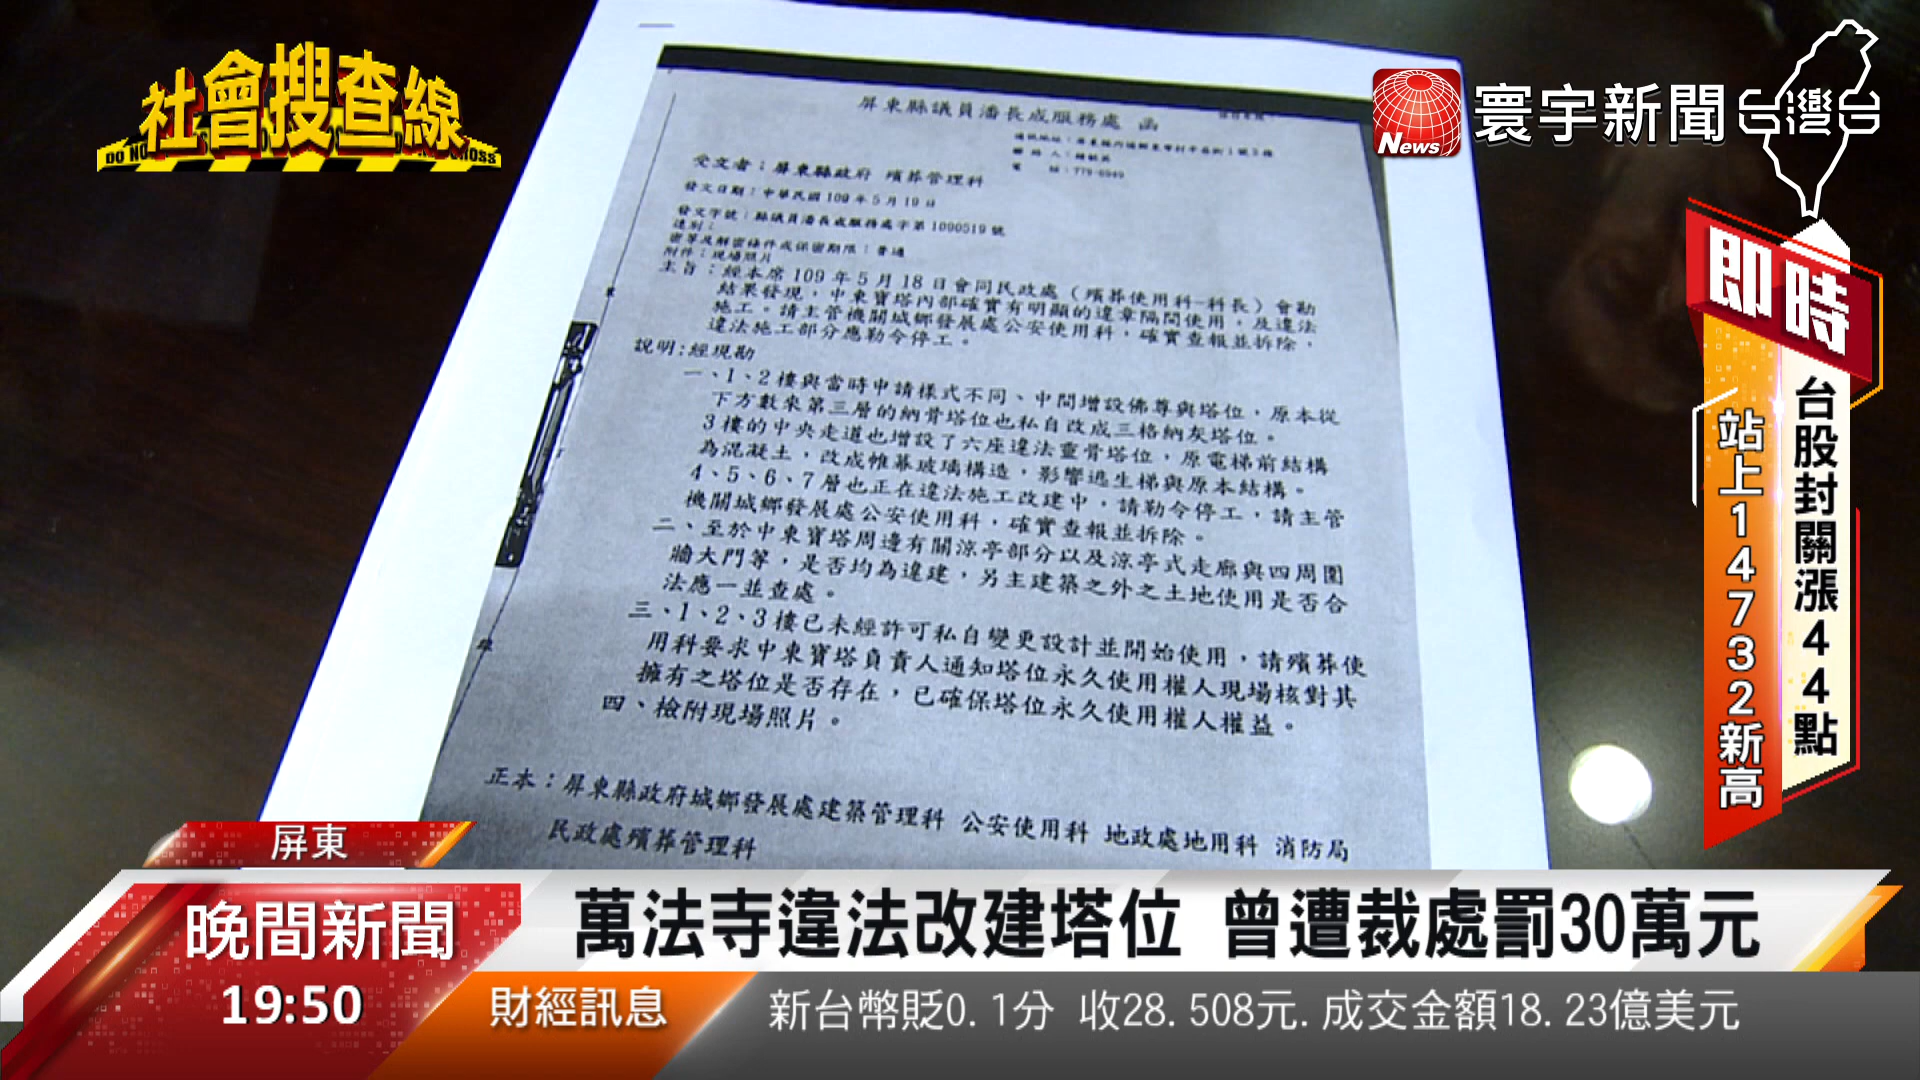 社會搜查線
DO NO
CROSS
News
寰宇新聞
台灣
即時
台股封關漲44點
站上14732新高
屏東縣議員潘長成服務處 函
受文者：屏東縣政府 殯葬管理科
發文日期：中華民國109年5月19日
發文字號：縣議員潘長成服務處字第1090519號
速別：
密等及解密條件或保密期限：普通
附件：現場照片
主旨：經本席109年5月18日會同民政處（殯葬使用科-科長）會勘
結果發現，中東寶塔內部確實有明顯的違章隔間使用，及違法
施工。請主管機關城鄉發展處公安使用科，確實查報並拆除，
違法施工部分應勒令停工。
說明:經現勘
一、1、2樓與當時申請樣式不同、中間增設佛尊與塔位，原本從
下方數來第三層的納骨塔位也私自改成三格納灰塔位。
3樓的中央走道也增設了六座違法靈骨塔位，原電梯前結構
為混凝土，改成帷幕玻璃構造，影響逃生梯與原本結構。
4、5、6、7層也正在違法施工改建中，請勒令停工，請主管
機關城鄉發展處公安使用科，確實查報並拆除。
二、至於中東寶塔周邊有關涼亭部分以及涼亭式走廊與四周圍
牆大門等，是否均為違建，另主建築之外之土地使用是否合
法應一並查處。
三、1、2、3樓已未經許可私自變更設計並開始使用，請殯葬使
用科要求中東寶塔負責人通知塔位永久使用權人現場核對其
擁有之塔位是否存在，已確保塔位永久使用權人權益。
四、檢附現場照片。
正本：屏東縣政府城鄉發展處建築管理科 公安使用科 地政處地用科 消防局
民政處殯葬管理科
屏東
晚間新聞
萬法寺違法改建塔位 曾遭裁處罰30萬元
19:50
財經訊息
新台幣貶0.1分 收28.508元.成交金額18.23億美元